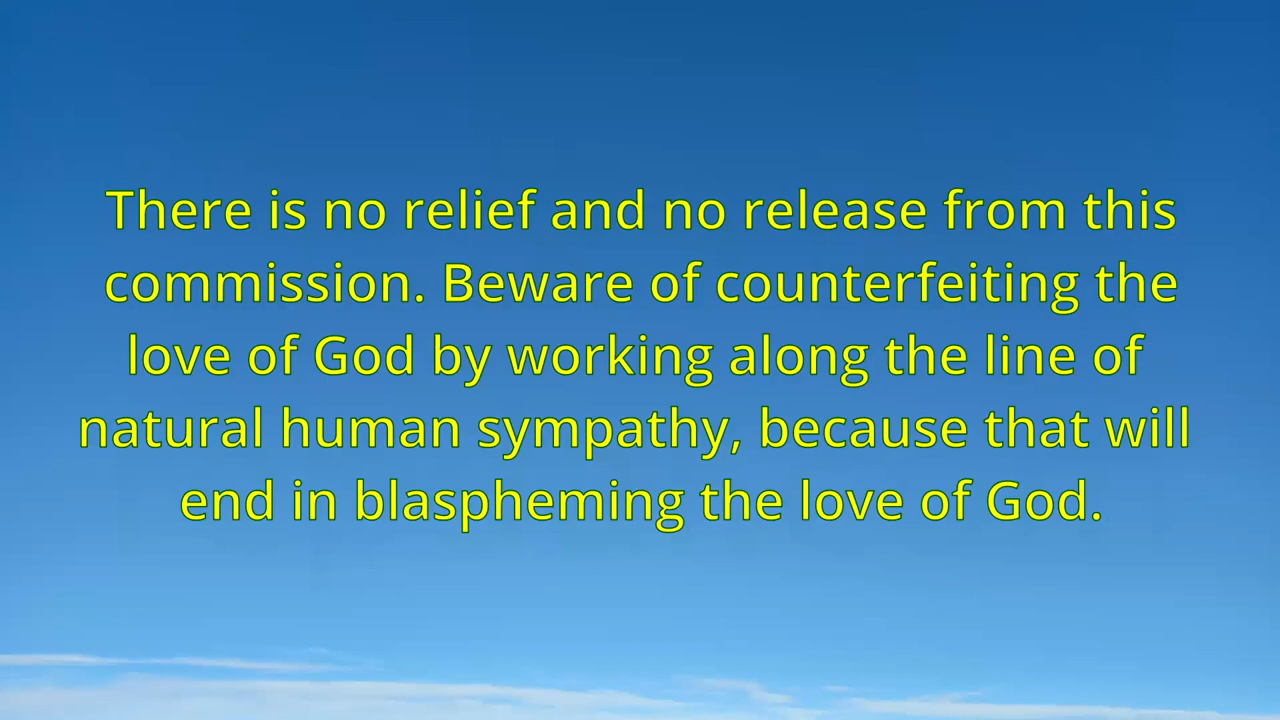 There is no relief and no release from this
commission. Beware of counterfeiting the
love of God by working along the line of
natural human sympathy, because that will
end in blaspheming the love of God.